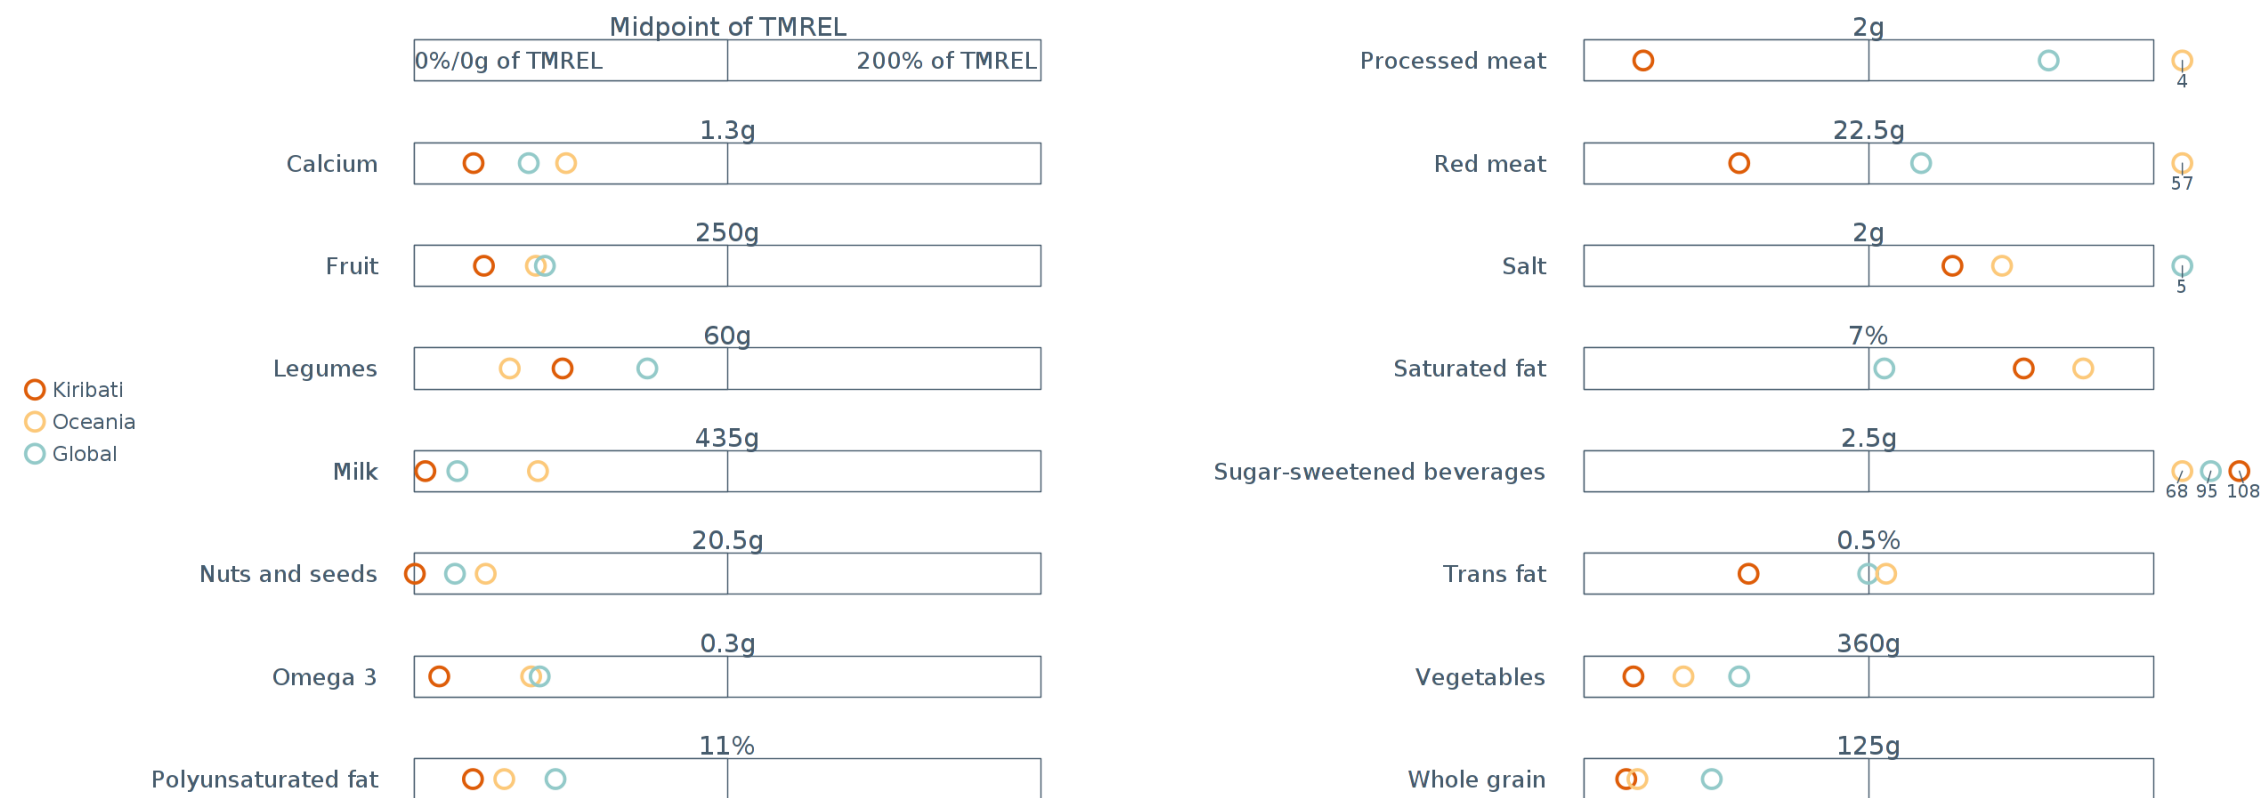 Midpoint of TMREL
0%/0g of TMREL 200% of TMREL
1.3g
Calcium
250g
Fruit
60g
Legumes
Kiribati
Oceania
Global
435g
Milk
20.5g
Nuts and seeds
0.3g
Omega 3
11%
Polyunsaturated fat
2g
Processed meat
4
22.5g
Red meat
57
2g
Salt
5
7%
Saturated fat
2.5g
Sugar-sweetened beverages
68 95 108
0.5%
Trans fat
360g
Vegetables
125g
Whole grain